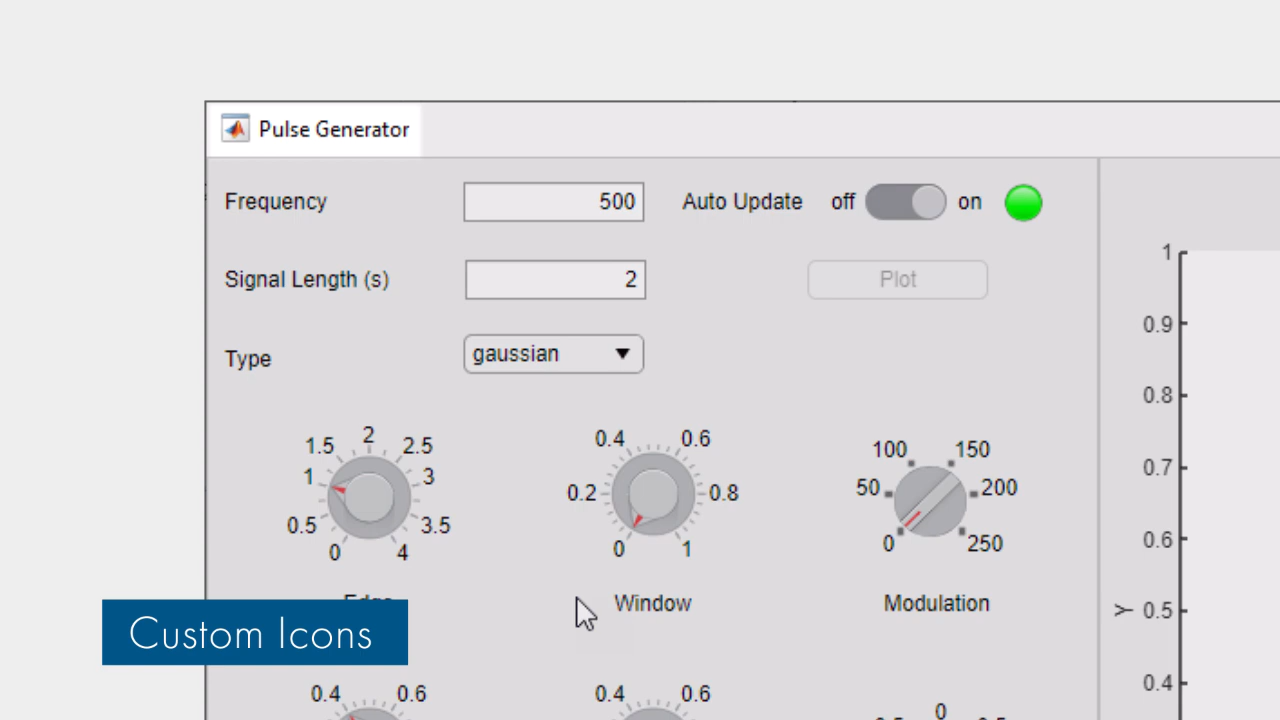 Pulse Generator
Frequency 500 Auto Update off on
Signal Length (s) 2 Plot
Type gaussian
1
0.9
0.8
0.7
0.6
Y 0.5
0.4
0 0.5 1 1.5 2 2.5 3 3.5 4
0 0.2 0.4 0.6 0.8 1
0 50 100 150 200 250
Window Modulation
Custom Icons
0.4 0.6 0.4 0.6 0